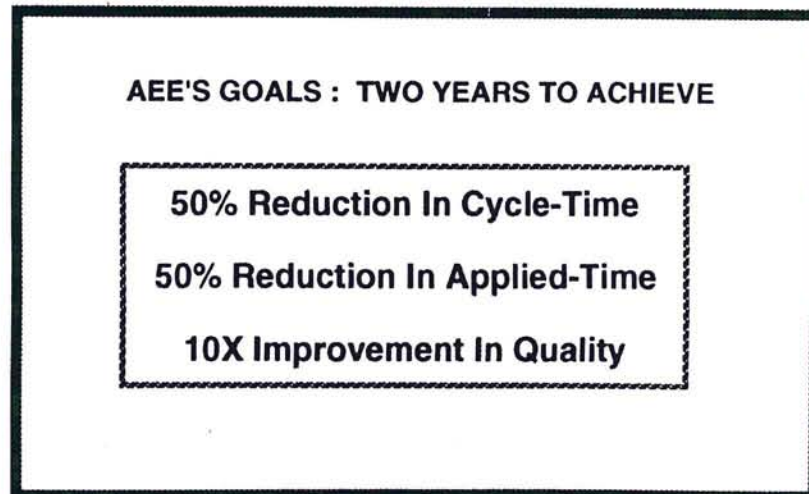 AEE'S GOALS : TWO YEARS TO ACHIEVE
50% Reduction In Cycle-Time
50% Reduction In Applied-Time
10X Improvement In Quality